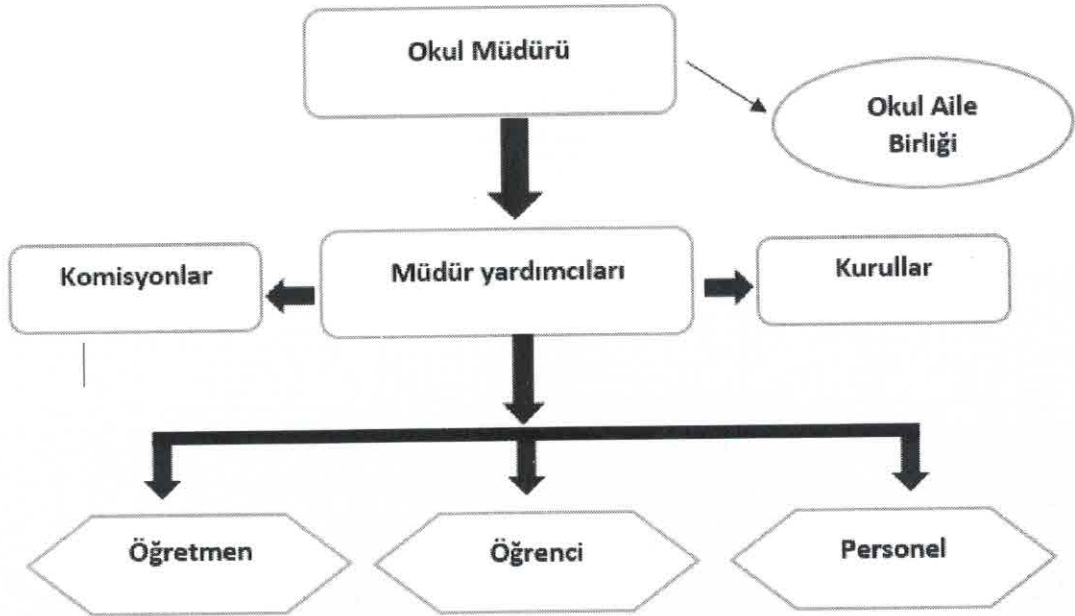 Okul Müdürü
Okul Aile
Birliği
Komisyonlar
Müdür yardımcıları
Kurullar
Öğretmen
Öğrenci
Personel